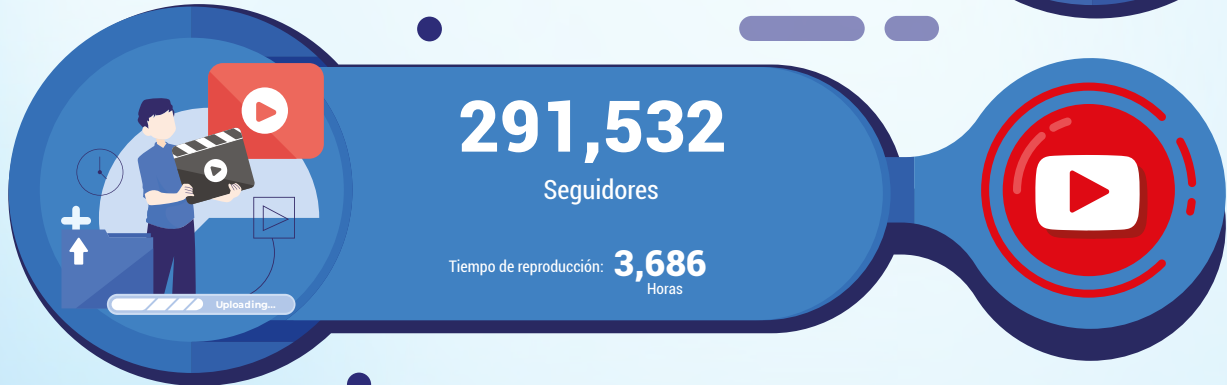 291,532
Seguidores
Tiempo de reproducción: 3,686
Horas
Uploading...